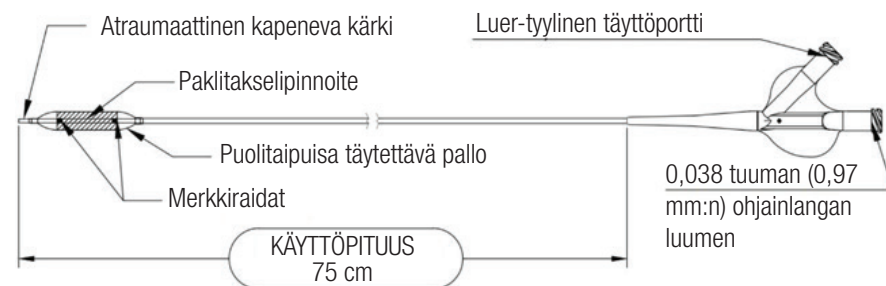 Atraumaattinen kapeneva kärki
Luer-tyylinen täyttöportti
Paklitakselipinnoite
Puolitaipuisa täytettävä pallo
Merkkiraidat
0,038 tuuman (0,97
mm:n) ohjainlangan
luumen
KÄYTTÖPITUUS
75 cm